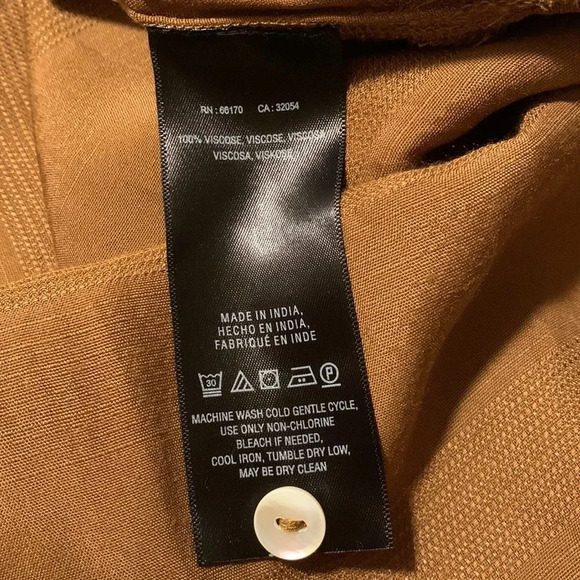 RN : 66170 CA : 32054
100% VISCOSE, VISCOSE, VISCOSA,
VISCOSA, VISKOSE
MADE IN INDIA,
HECHO EN INDIA,
FABRIQUÉ EN INDE
30
P
MACHINE WASH COLD GENTLE CYCLE,
USE ONLY NON-CHLORINE
BLEACH IF NEEDED,
COOL IRON, TUMBLE DRY LOW,
MAY BE DRY CLEAN